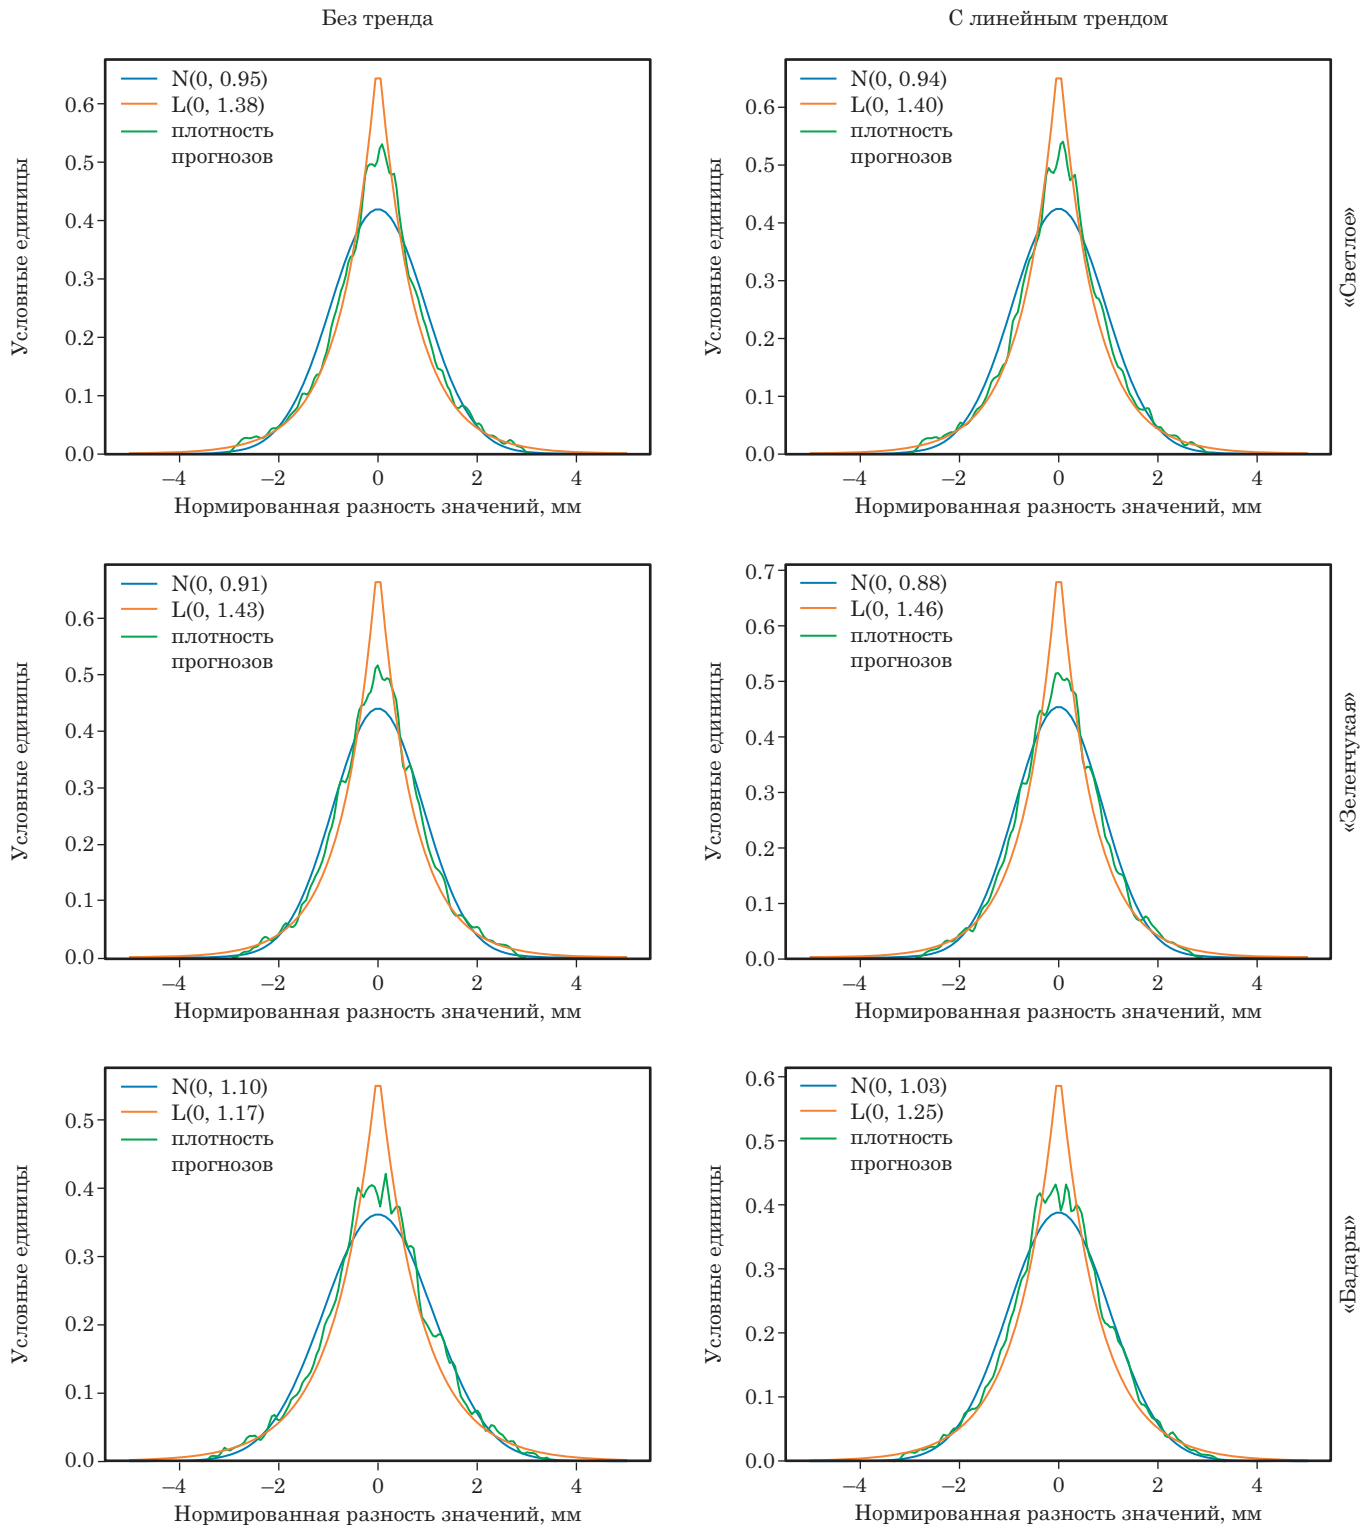 Без тренда
С линейным трендом
N(0, 0.95)
L(0, 1.38)
плотность
прогнозов
0.6
0.5
0.4
0.3
0.2
0.1
0.0
−4
−2
0
2
4
Условные единицы
Нормированная разность значений, мм
N(0, 0.94)
L(0, 1.40)
плотность
прогнозов
0.6
0.5
0.4
0.3
0.2
0.1
0.0
−4
−2
0
2
4
Условные единицы
Нормированная разность значений, мм
«Светлое»
N(0, 0.91)
L(0, 1.43)
плотность
прогнозов
0.6
0.5
0.4
0.3
0.2
0.1
0.0
−4
−2
0
2
4
Условные единицы
Нормированная разность значений, мм
N(0, 0.88)
L(0, 1.46)
плотность
прогнозов
0.7
0.6
0.5
0.4
0.3
0.2
0.1
0.0
−4
−2
0
2
4
Условные единицы
Нормированная разность значений, мм
«Зеленчукая»
N(0, 1.10)
L(0, 1.17)
плотность
прогнозов
0.5
0.4
0.3
0.2
0.1
0.0
−4
−2
0
2
4
Условные единицы
Нормированная разность значений, мм
N(0, 1.03)
L(0, 1.25)
плотность
прогнозов
0.6
0.5
0.4
0.3
0.2
0.1
0.0
−4
−2
0
2
4
Условные единицы
Нормированная разность значений, мм
«Бадары»